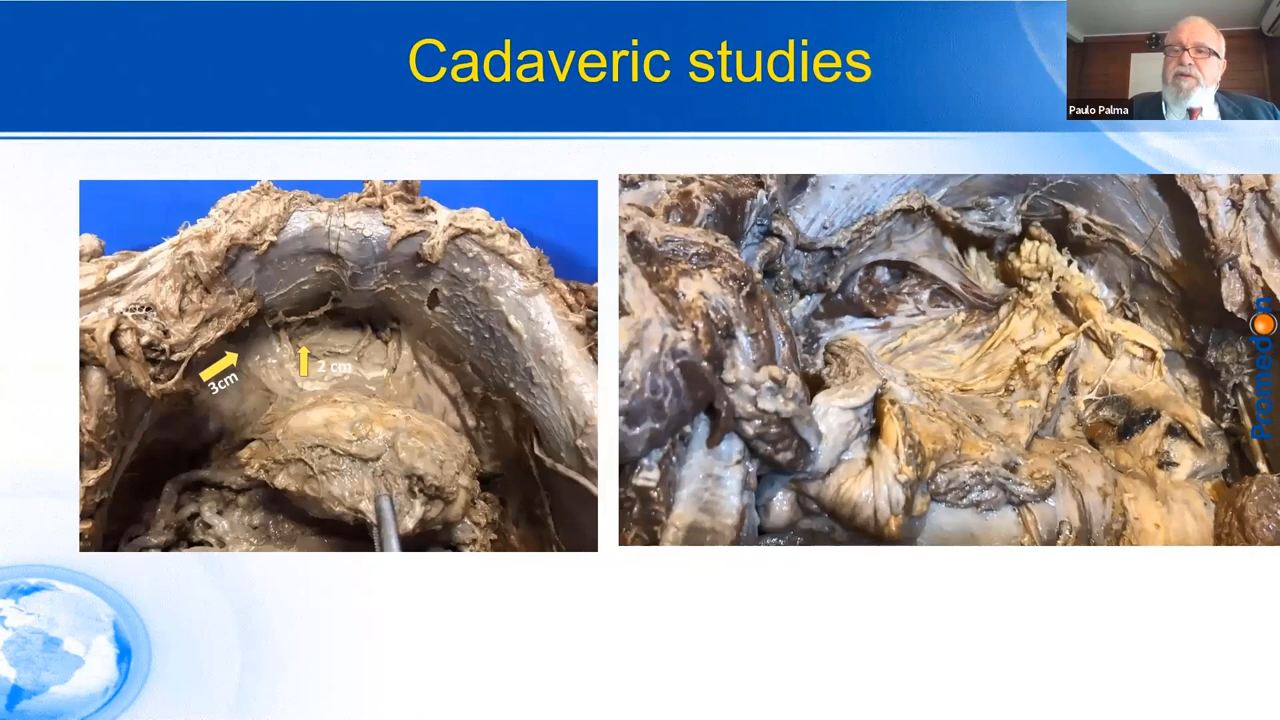 Cadaveric studies
Paulo Palma
3cm
2 cm
Promedon